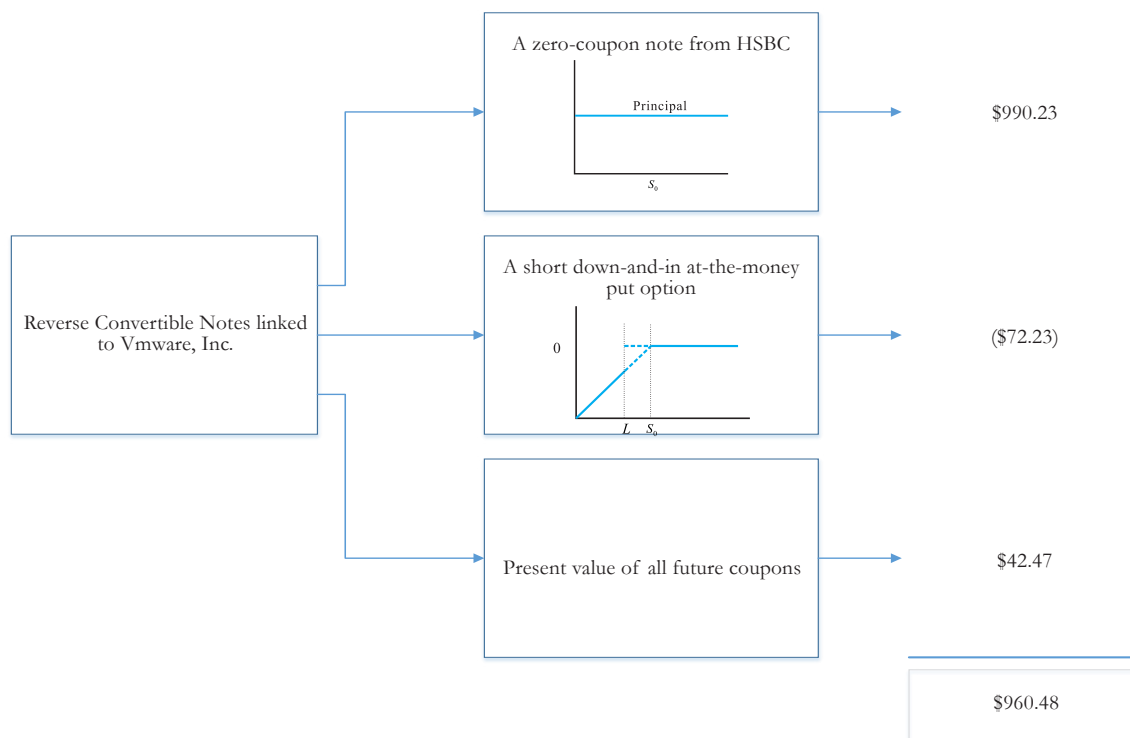 A zero-coupon note from HSBC
Principal
S₀
$990.23
Reverse Convertible Notes linked
to Vmware, Inc.
A short down-and-in at-the-money
put option
0
L S₀
($72.23)
Present value of all future coupons
$42.47
$960.48